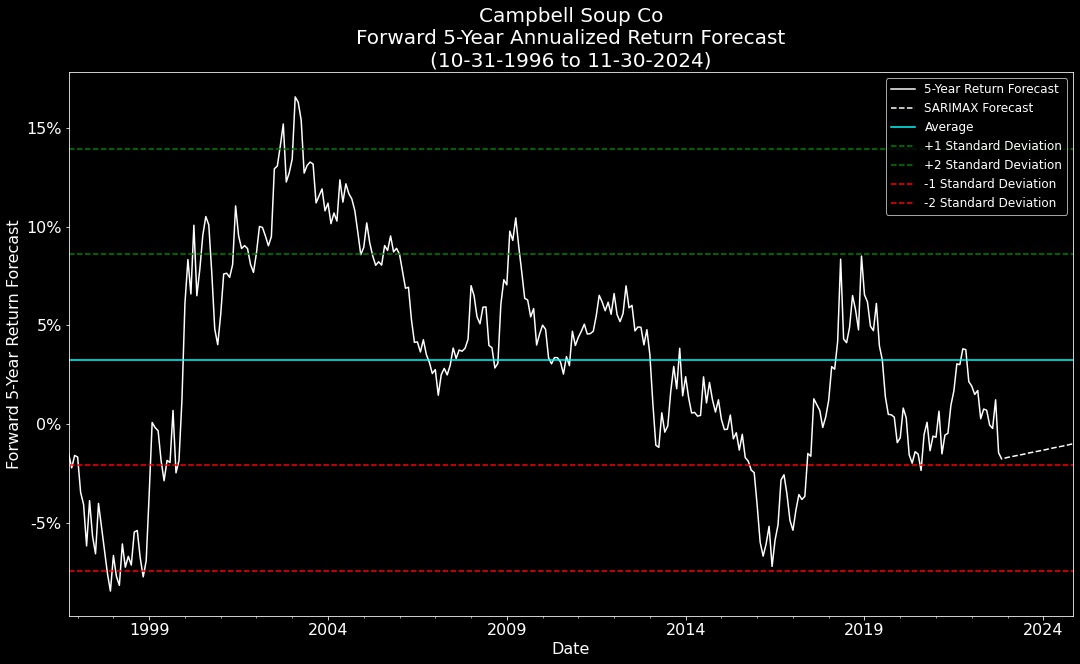 Campbell Soup Co
Forward 5-Year Annualized Return Forecast
(10-31-1996 to 11-30-2024)
5-Year Return Forecast
SARIMAX Forecast
Average
+1 Standard Deviation
+2 Standard Deviation
-1 Standard Deviation
-2 Standard Deviation
Forward 5-Year Return Forecast
15%
10%
5%
0%
-5%
1999 2004 2009 2014 2019 2024
Date